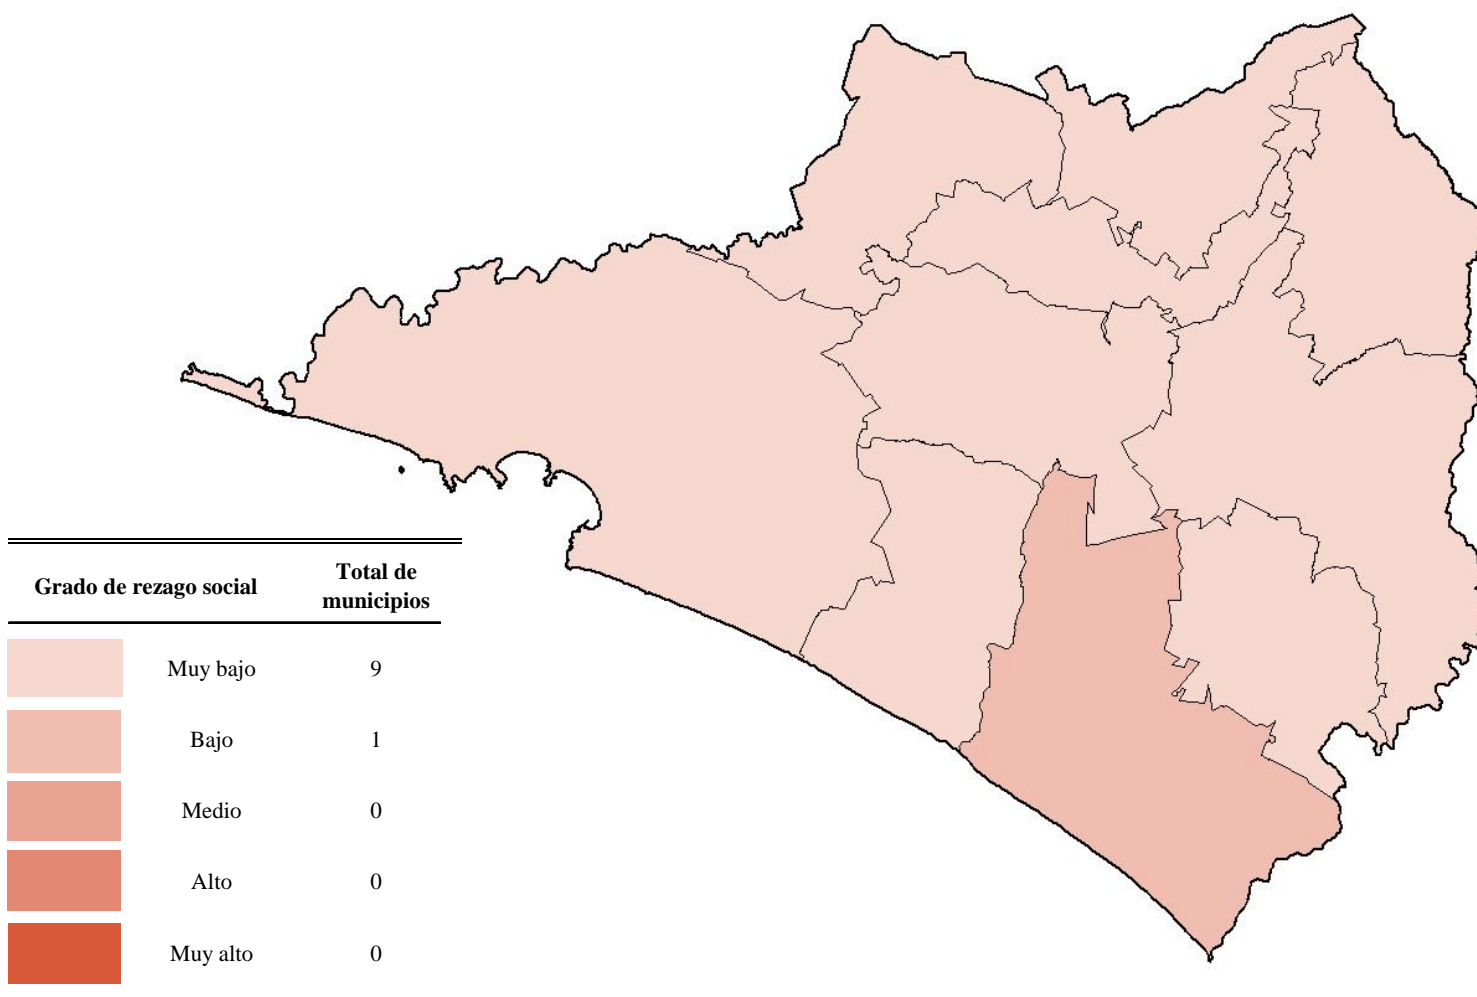 Grado de rezago social
Total de
municipios
Muy bajo 9
Bajo 1
Medio 0
Alto 0
Muy alto 0